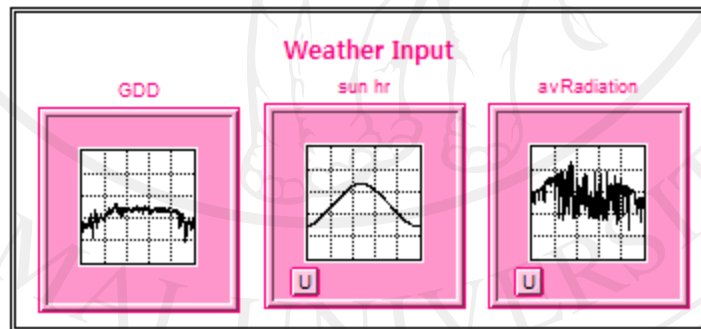 Weather Input
GDD
sun hr
avRadiation
U
U